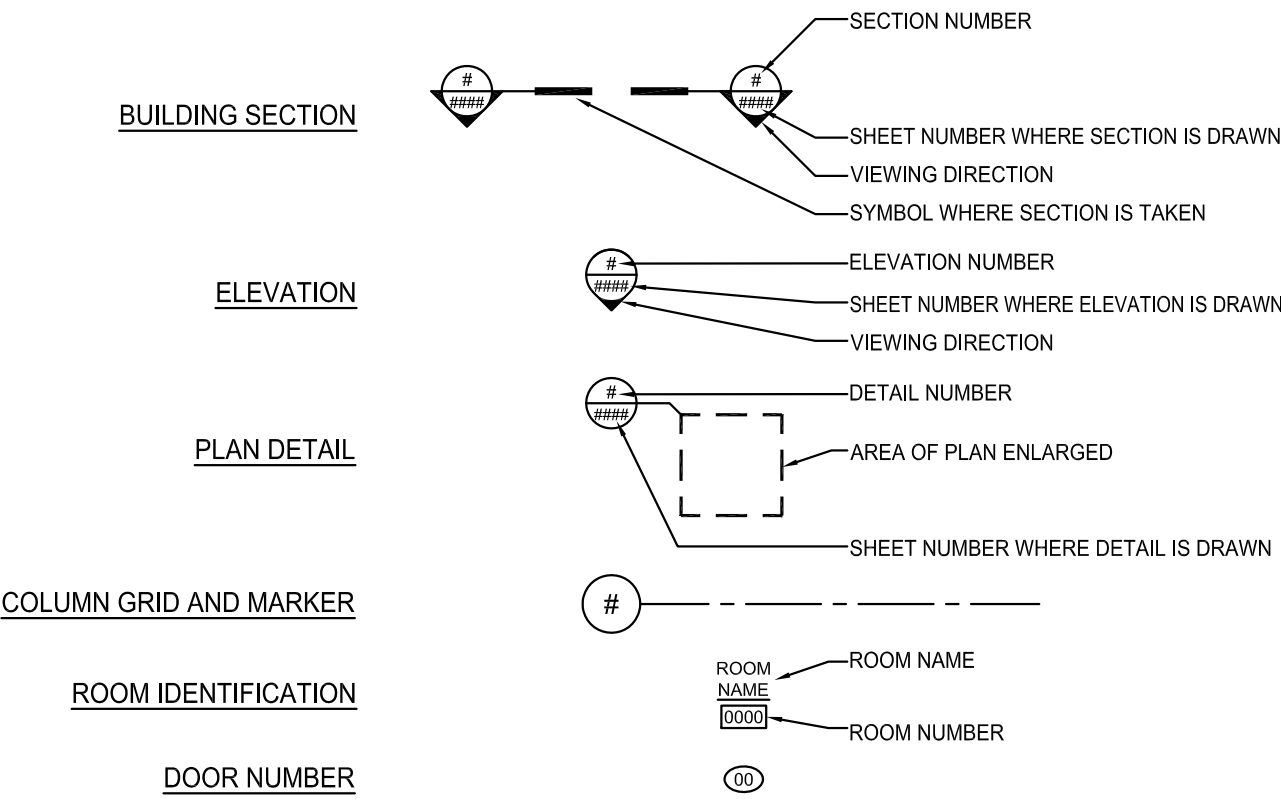 SECTION NUMBER
#
####
#
####
BUILDING SECTION
SHEET NUMBER WHERE SECTION IS DRAWN
VIEWING DIRECTION
SYMBOL WHERE SECTION IS TAKEN
ELEVATION
#
####
ELEVATION NUMBER
SHEET NUMBER WHERE ELEVATION IS DRAWN
VIEWING DIRECTION
PLAN DETAIL
#
####
DETAIL NUMBER
AREA OF PLAN ENLARGED
SHEET NUMBER WHERE DETAIL IS DRAWN
COLUMN GRID AND MARKER
#
ROOM IDENTIFICATION
ROOM
NAME
0000
ROOM NAME
ROOM NUMBER
DOOR NUMBER
00